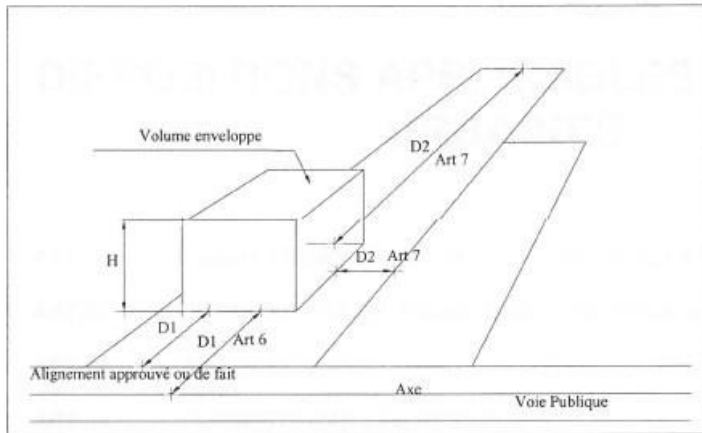 Volume enveloppe
D2
Art 7
H
D2 Art 7
D1
D1 Art 6
Alignement approuvé ou de fait
Axe
Voie Publique